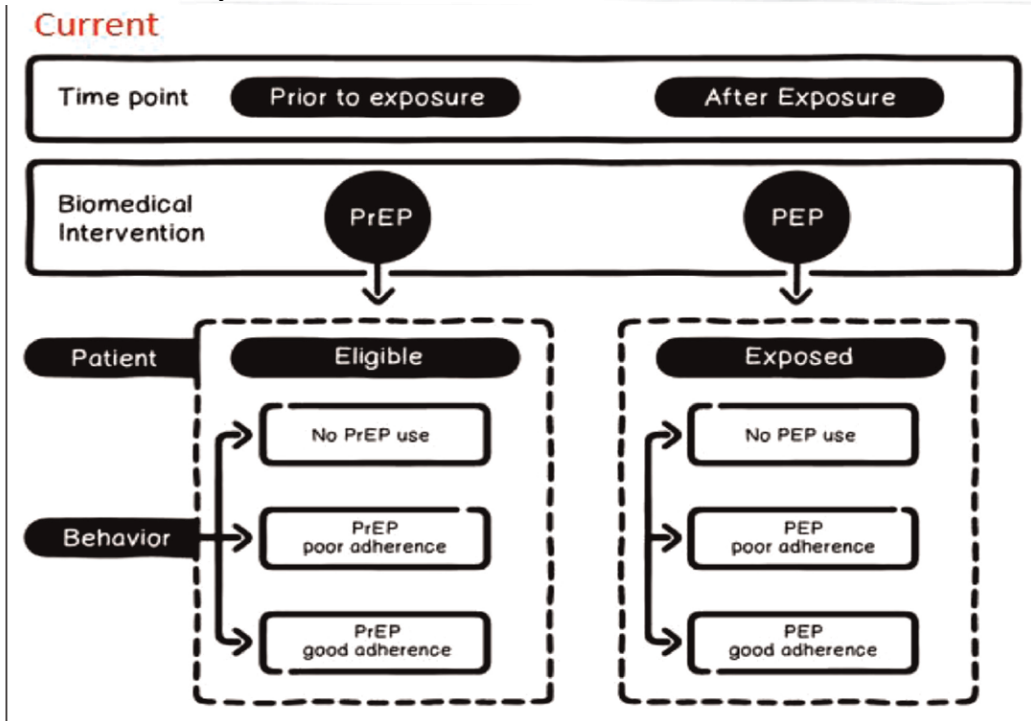 Current
Time point
Prior to exposure
After Exposure
Biomedical
Intervention
PrEP
PEP
Patient
Eligible
Exposed
No PrEP use
No PEP use
Behavior
PrEP
poor adherence
PEP
poor adherence
PrEP
good adherence
PEP
good adherence